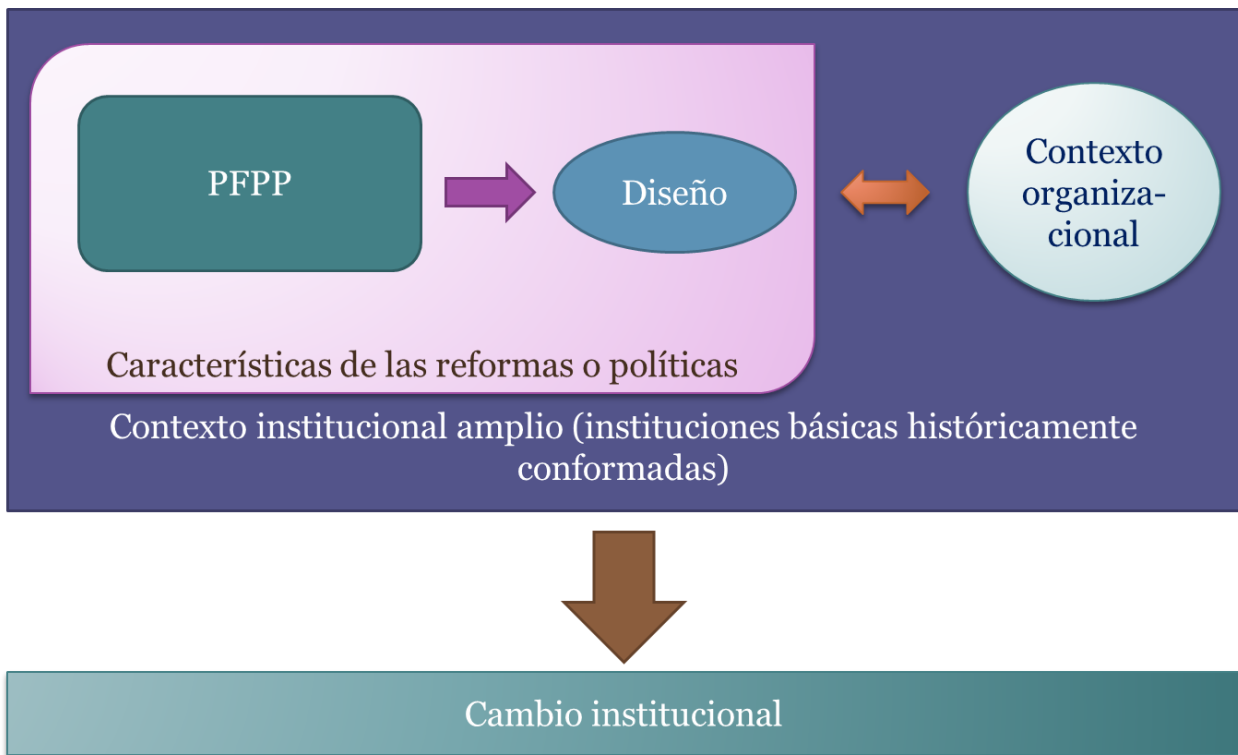 PFPP
Diseño
Contexto
organiza-
cional
Características de las reformas o políticas
Contexto institucional amplio (instituciones básicas históricamente
conformadas)
Cambio institucional